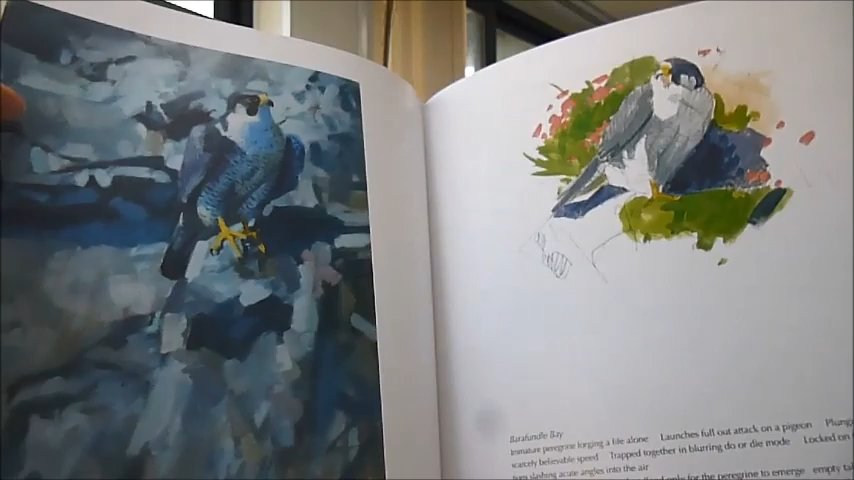 Barafundle Bay
Immature peregrine forging a life alone Launches full out attack on a pigeon
scarcely believable speed Trapped together in blurring do or die mode Locked on
slashing acute angles into the air
only for the peregrine to emerge empty